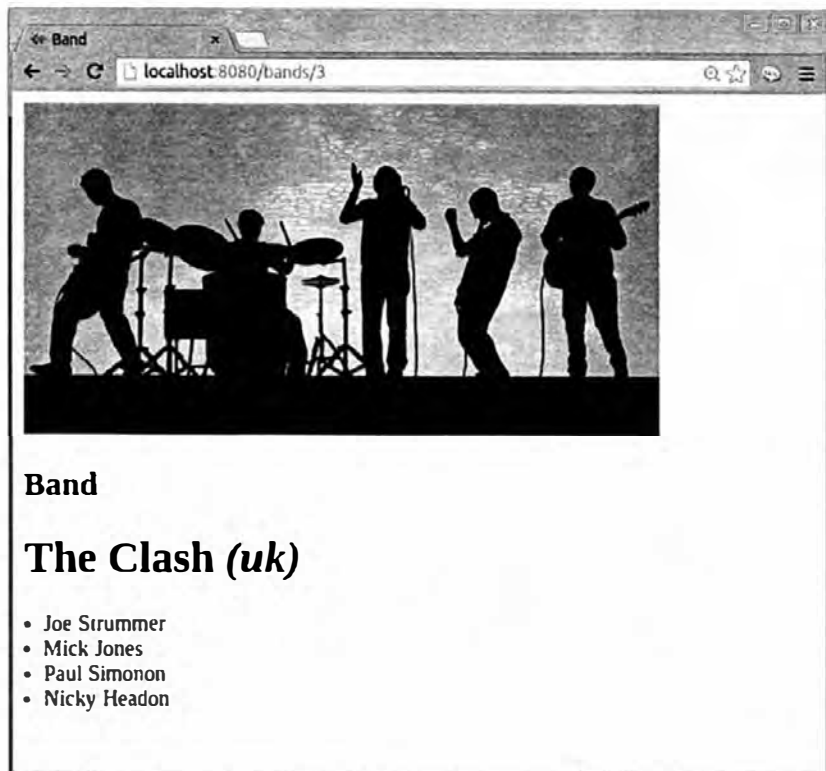 Band
localhost:8080/bands/3
Band
The Clash (uk)
• Joe Strummer
• Mick Jones
• Paul Simonon
• Nicky Headon